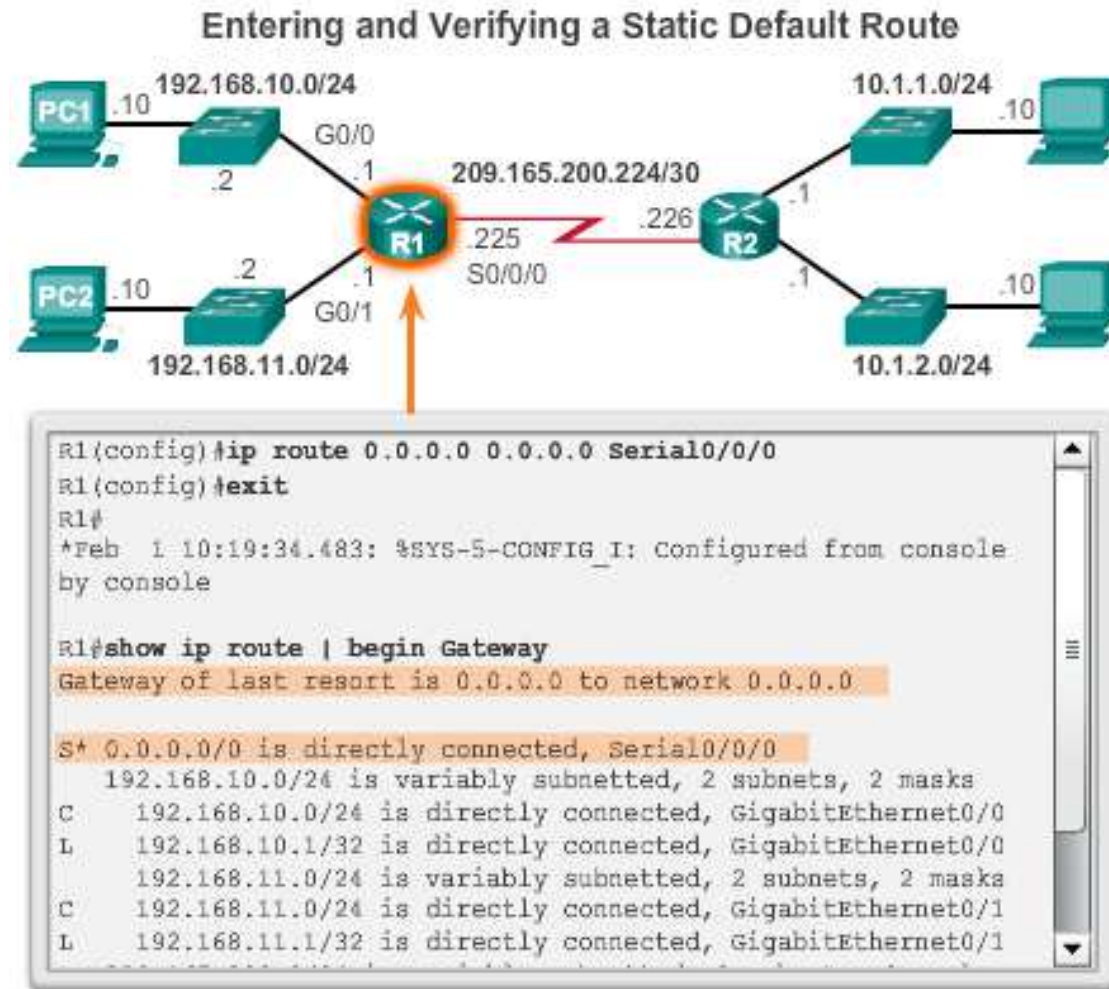 Entering and Verifying a Static Default Route
192.168.10.0/24
10.1.1.0/24
PC1
.10
.10
G0/0
.2
.1
209.165.200.224/30
.1
R1
.225
.226
R2
S0/0/0
PC2
.10
.2
.1
.1
.10
G0/1
192.168.11.0/24
10.1.2.0/24
R1(config)#ip route 0.0.0.0 0.0.0.0 Serial0/0/0
R1(config)#exit
R1#
*Feb 1 10:19:34.483: %SYS-5-CONFIG_I: Configured from console
by console
R1#show ip route | begin Gateway
Gateway of last resort is 0.0.0.0 to network 0.0.0.0
S* 0.0.0.0/0 is directly connected, Serial0/0/0
192.168.10.0/24 is variably subnetted, 2 subnets, 2 masks
C 192.168.10.0/24 is directly connected, GigabitEthernet0/0
L 192.168.10.1/32 is directly connected, GigabitEthernet0/0
192.168.11.0/24 is variably subnetted, 2 subnets, 2 masks
C 192.168.11.0/24 is directly connected, GigabitEthernet0/1
L 192.168.11.1/32 is directly connected, GigabitEthernet0/1